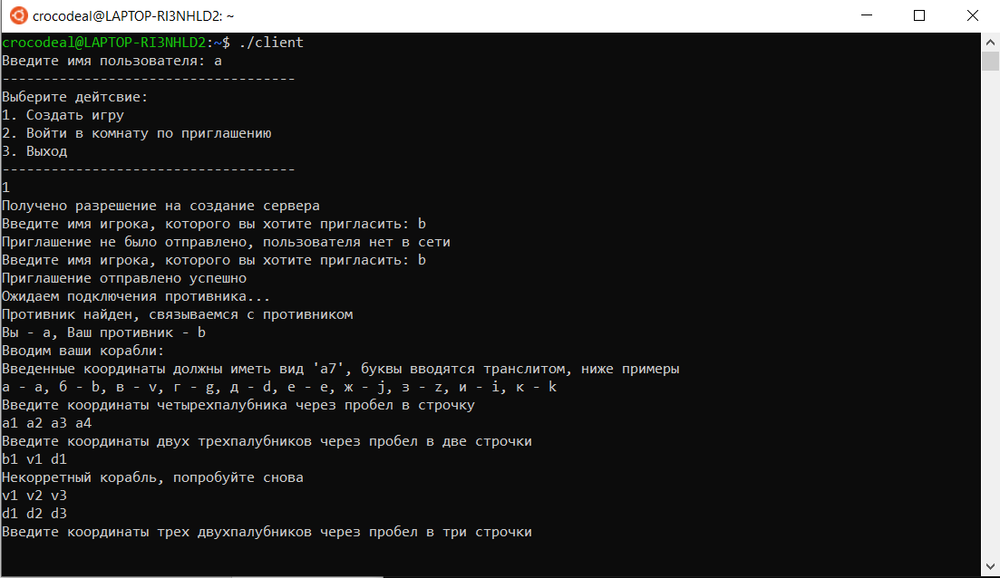 crocodeal@LAPTOP-RI3NHLD2: ~
crocodeal@LAPTOP-RI3NHLD2:~$ ./client
Введите имя пользователя: a
------------------------------------
Выберите дейтсвие:
1. Создать игру
2. Войти в комнату по приглашению
3. Выход
------------------------------------
1
Получено разрешение на создание сервера
Введите имя игрока, которого вы хотите пригласить: b
Приглашение не было отправлено, пользователя нет в сети
Введите имя игрока, которого вы хотите пригласить: b
Приглашение отправлено успешно
Ожидаем подключения противника...
Противник найден, связываемся с противником
Вы - a, Ваш противник - b
Вводим ваши корабли:
Введенные координаты должны иметь вид 'a7', буквы вводятся транслитом, ниже примеры
а - a, б - b, в - v, г - g, д - d, е - e, ж - j, з - z, и - i, к - k
Введите координаты четырехпалубника через пробел в строчку
a1 a2 a3 a4
Введите координаты двух трехпалубников через пробел в две строчки
b1 v1 d1
Некорретный корабль, попробуйте снова
v1 v2 v3
d1 d2 d3
Введите координаты трех двухпалубников через пробел в три строчки